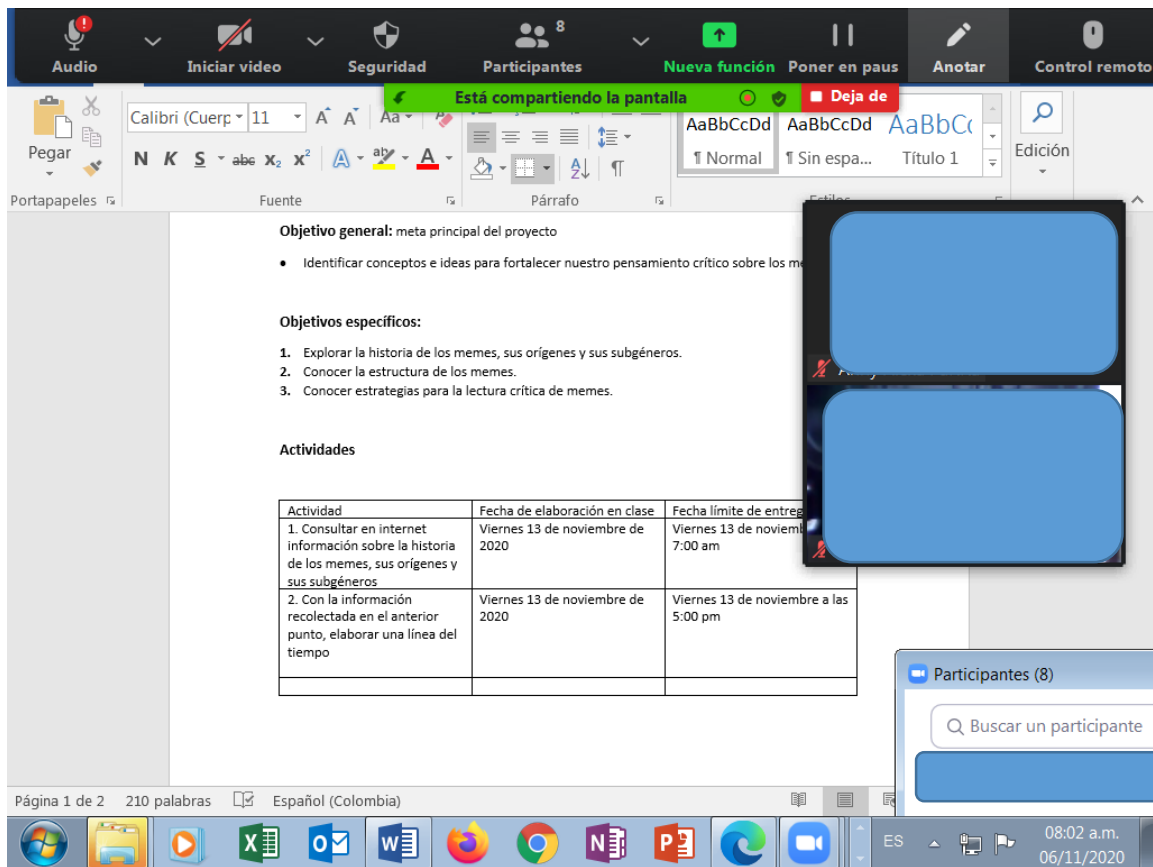 8
Audio
Iniciar video
Seguridad
Participantes
Nueva función
Poner en paus
Anotar
Control remoto
Está compartiendo la pantalla
Deja de
Pegar
Calibri (Cuerp
11
Aa
N K S abc X₂ X²
A aby A
AaBbCcDd
AaBbCcDd
AaBbC
¶ Normal
¶ Sin espa...
Título 1
Edición
Portapapeles
Fuente
Párrafo
Estilos
Objetivo general: meta principal del proyecto
• Identificar conceptos e ideas para fortalecer nuestro pensamiento crítico sobre los
Objetivos específicos:
1. Explorar la historia de los memes, sus orígenes y sus subgéneros.
2. Conocer la estructura de los memes.
3. Conocer estrategias para la lectura crítica de memes.
Actividades
Actividad
Fecha de elaboración en clase
Fecha límite de entreg
1. Consultar en internet
información sobre la historia
de los memes, sus orígenes y
sus subgéneros
Viernes 13 de noviembre de
2020
Viernes 13 de noviemb
7:00 am
2. Con la información
recolectada en el anterior
punto, elaborar una línea del
tiempo
Viernes 13 de noviembre de
2020
Viernes 13 de noviembre a las
5:00 pm
Participantes (8)
Buscar un participante
Página 1 de 2
210 palabras
Español (Colombia)
ES
08:02 a.m.
06/11/2020